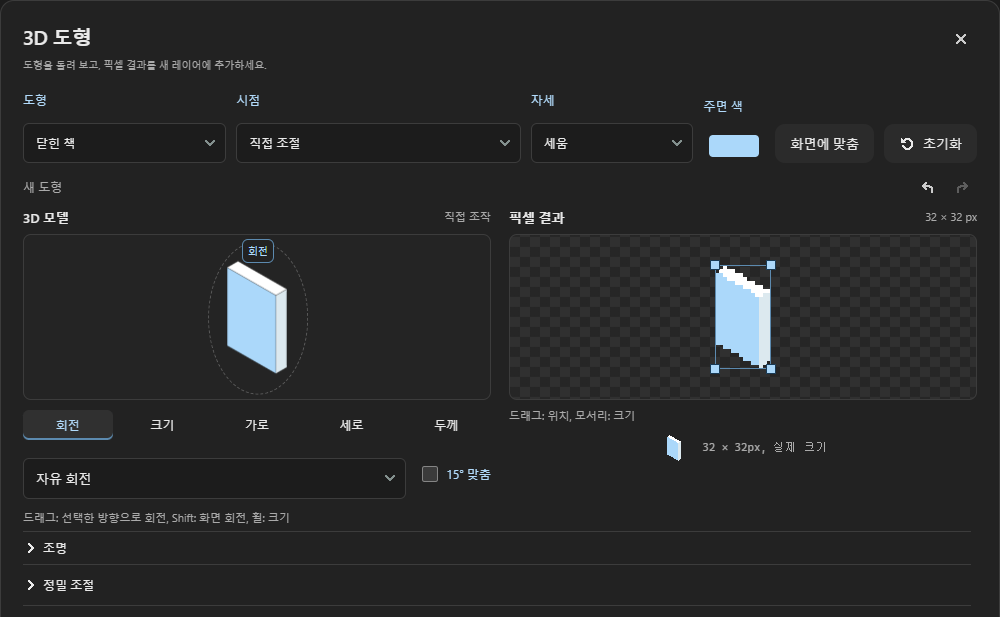 3D 도형
도형을 돌려 보고, 픽셀 결과를 새 레이어에 추가하세요.
도형
시점
자세
주면 색
닫힌 책
직접 조절
세움
화면에 맞춤
초기화
새 도형
3D 모델
직접 조작
픽셀 결과
32 × 32 px
회전
회전
크기
가로
세로
두께
드래그: 위치, 모서리: 크기
32 × 32px, 실제 크기
자유 회전
15° 맞춤
드래그: 선택한 방향으로 회전, Shift: 화면 회전, 휠: 크기
조명
정밀 조절